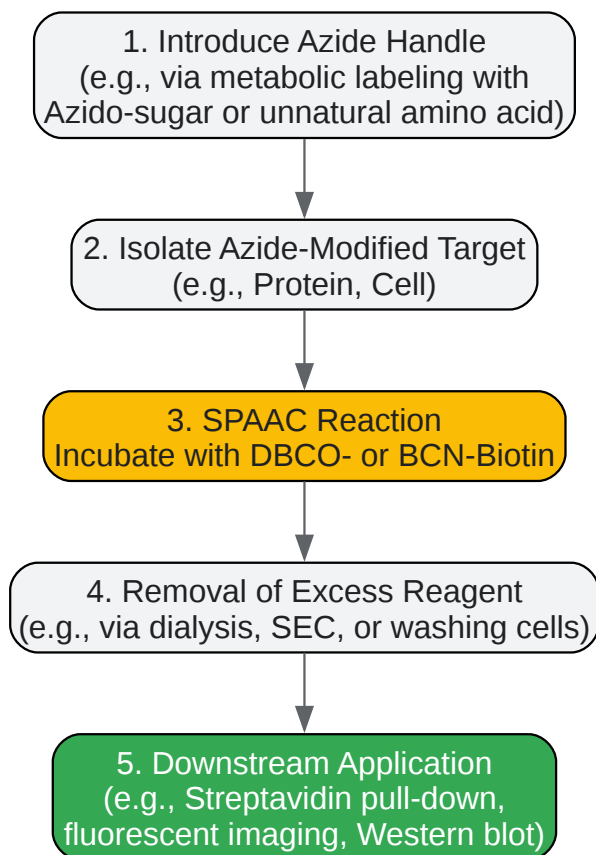 1. Introduce Azide Handle
(e.g., via metabolic labeling with
Azido-sugar or unnatural amino acid)
2. Isolate Azide-Modified Target
(e.g., Protein, Cell)
3. SPAAC Reaction
Incubate with DBCO- or BCN-Biotin
4. Removal of Excess Reagent
(e.g., via dialysis, SEC, or washing cells)
5. Downstream Application
(e.g., Streptavidin pull-down,
fluorescent imaging, Western blot)